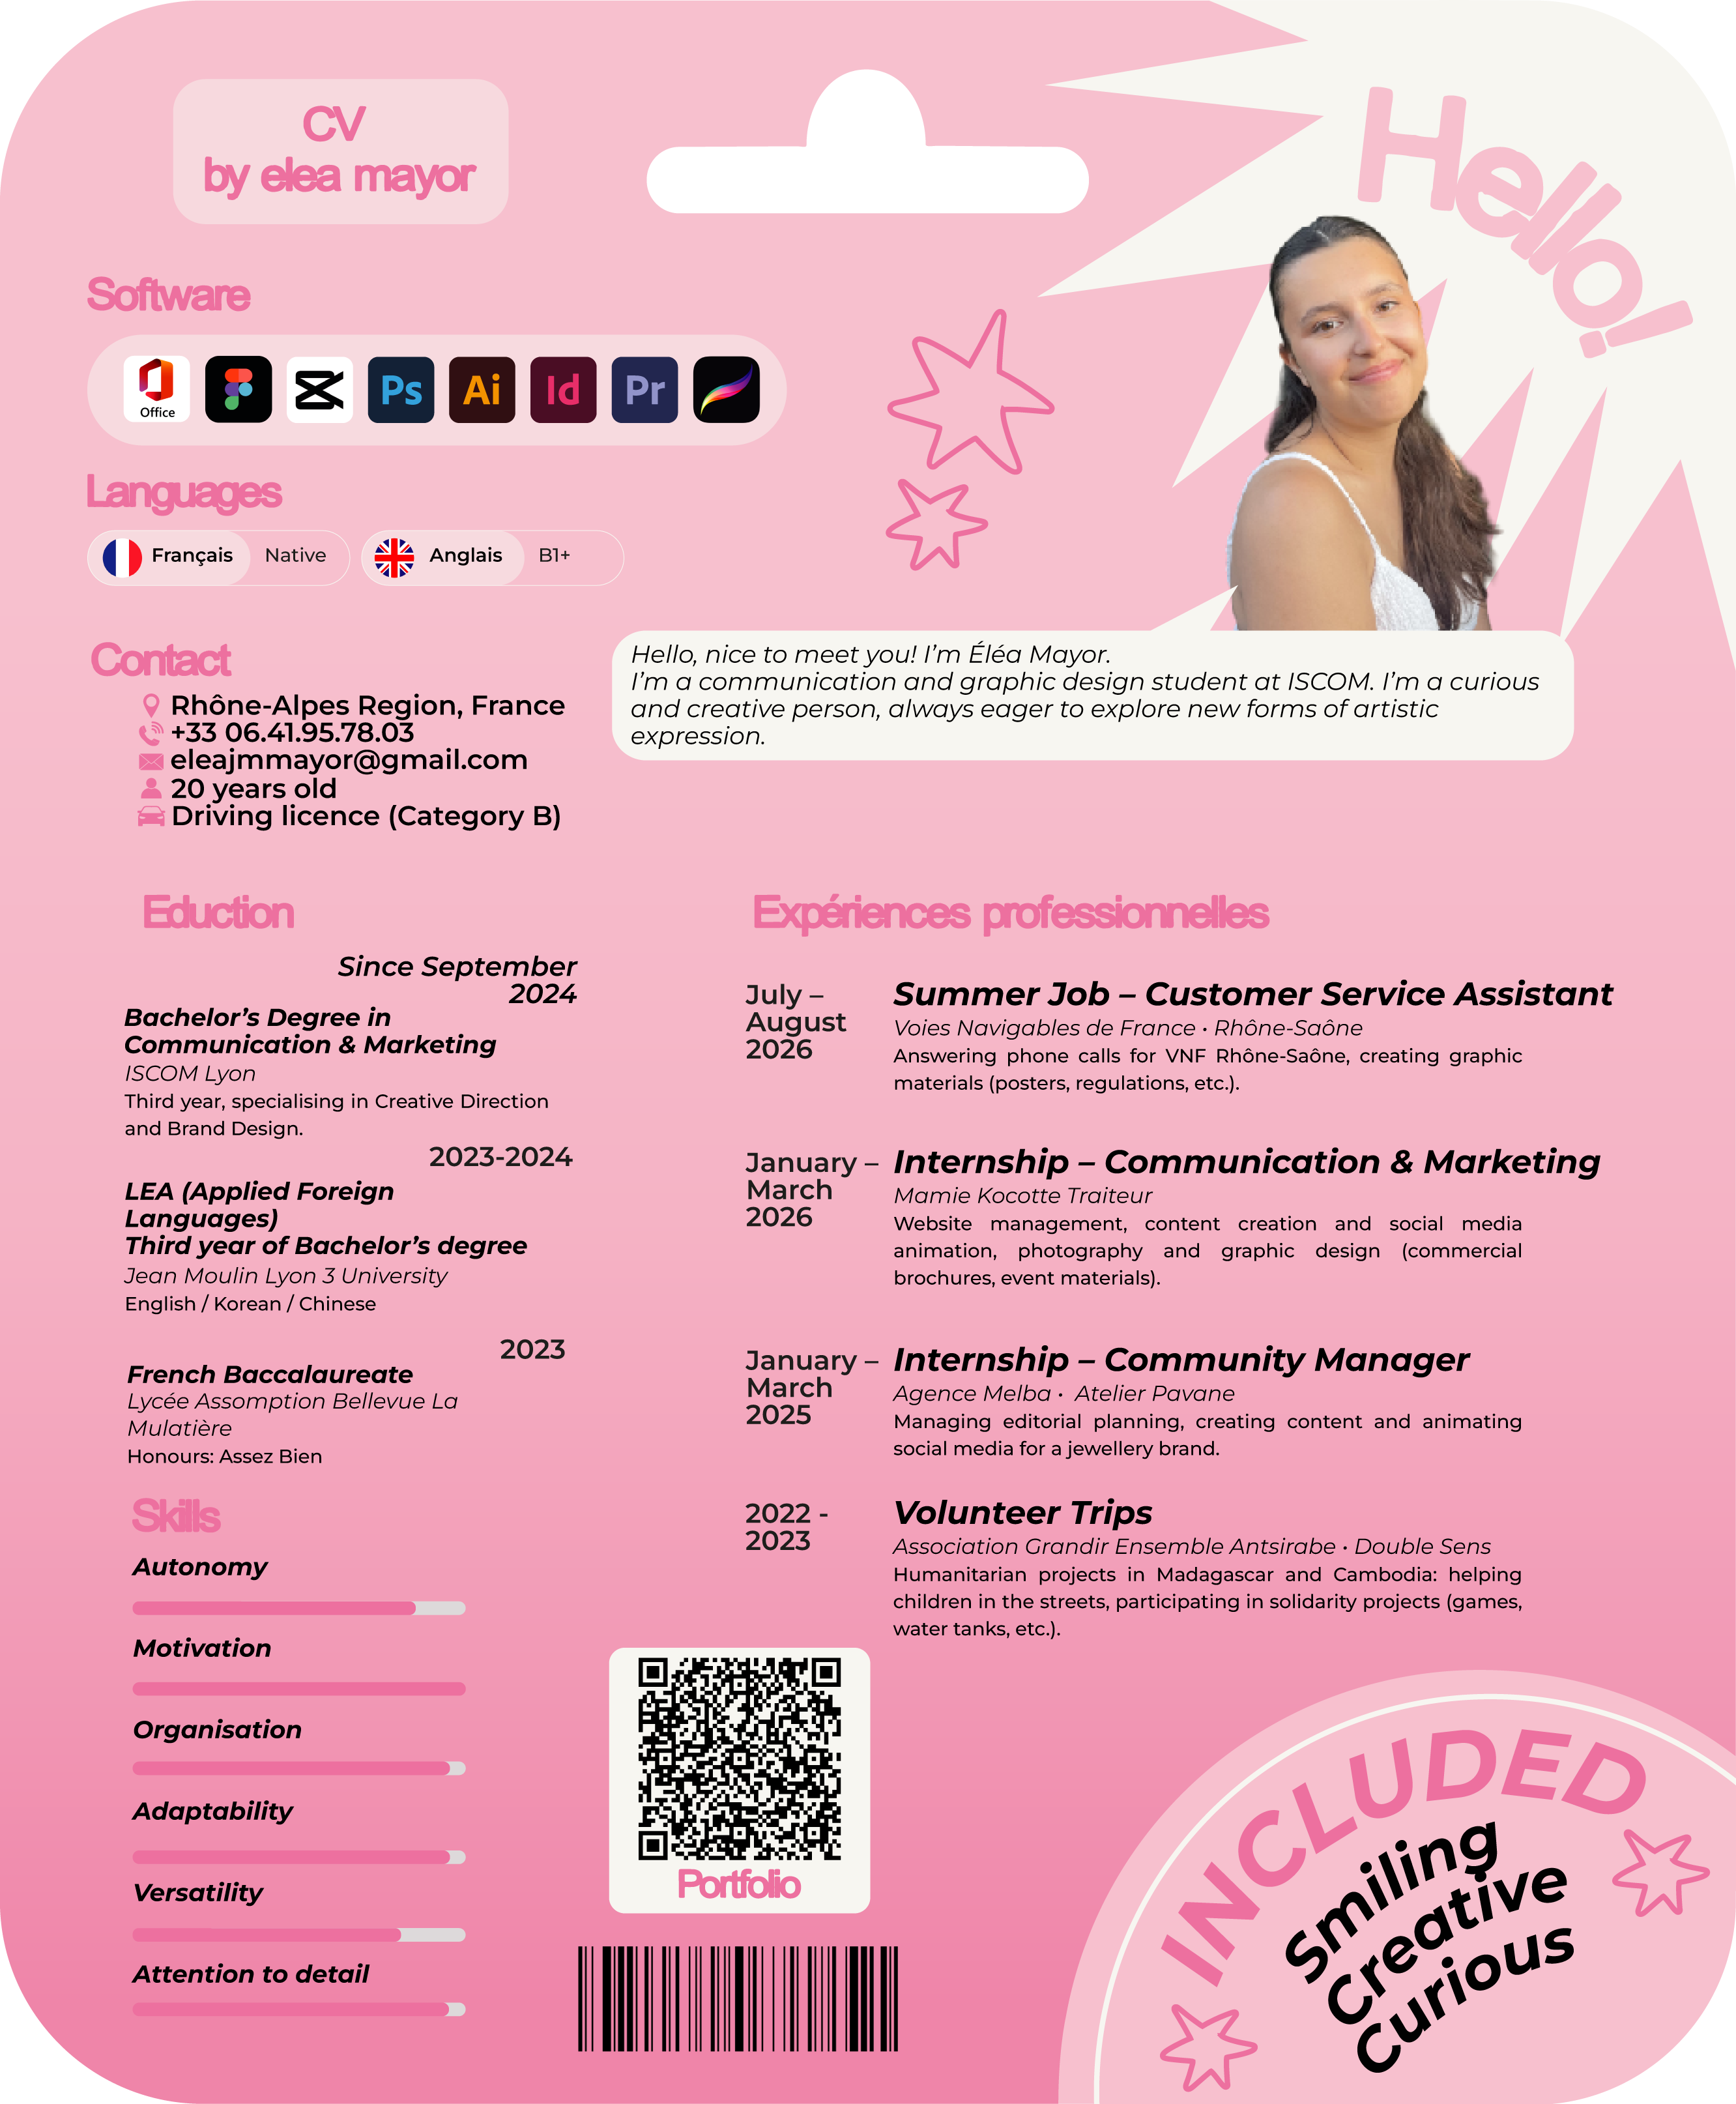 CV
by elea mayor
Hello!
Software
Office
Ps
Ai
Id
Pr
Languages
Français
Native
Anglais
B1+
Contact
Rhône-Alpes Region, France
+33 06.41.95.78.03
eleajmmayor@gmail.com
20 years old
Driving licence (Category B)
Hello, nice to meet you! I’m Éléa Mayor.
I’m a communication and graphic design student at ISCOM. I’m a curious
and creative person, always eager to explore new forms of artistic
expression.
Eduction
Since September
2024
Bachelor’s Degree in
Communication & Marketing
ISCOM Lyon
Third year, specialising in Creative Direction
and Brand Design.
2023-2024
LEA (Applied Foreign
Languages)
Third year of Bachelor’s degree
Jean Moulin Lyon 3 University
English / Korean / Chinese
2023
French Baccalaureate
Lycée Assomption Bellevue La
Mulatière
Honours: Assez Bien
Skills
Autonomy
Motivation
Organisation
Adaptability
Versatility
Attention to detail
Expériences professionnelles
July –
August
2026
Summer Job – Customer Service Assistant
Voies Navigables de France • Rhône-Saône
Answering phone calls for VNF Rhône-Saône, creating graphic
materials (posters, regulations, etc.).
January –
March
2026
Internship – Communication & Marketing
Mamie Kocotte Traiteur
Website management, content creation and social media
animation, photography and graphic design (commercial
brochures, event materials).
January –
March
2025
Internship – Community Manager
Agence Melba • Atelier Pavane
Managing editorial planning, creating content and animating
social media for a jewellery brand.
2022 -
2023
Volunteer Trips
Association Grandir Ensemble Antsirabe • Double Sens
Humanitarian projects in Madagascar and Cambodia: helping
children in the streets, participating in solidarity projects (games,
water tanks, etc.).
Portfolio
INCLUDED
Smiling
Creative
Curious